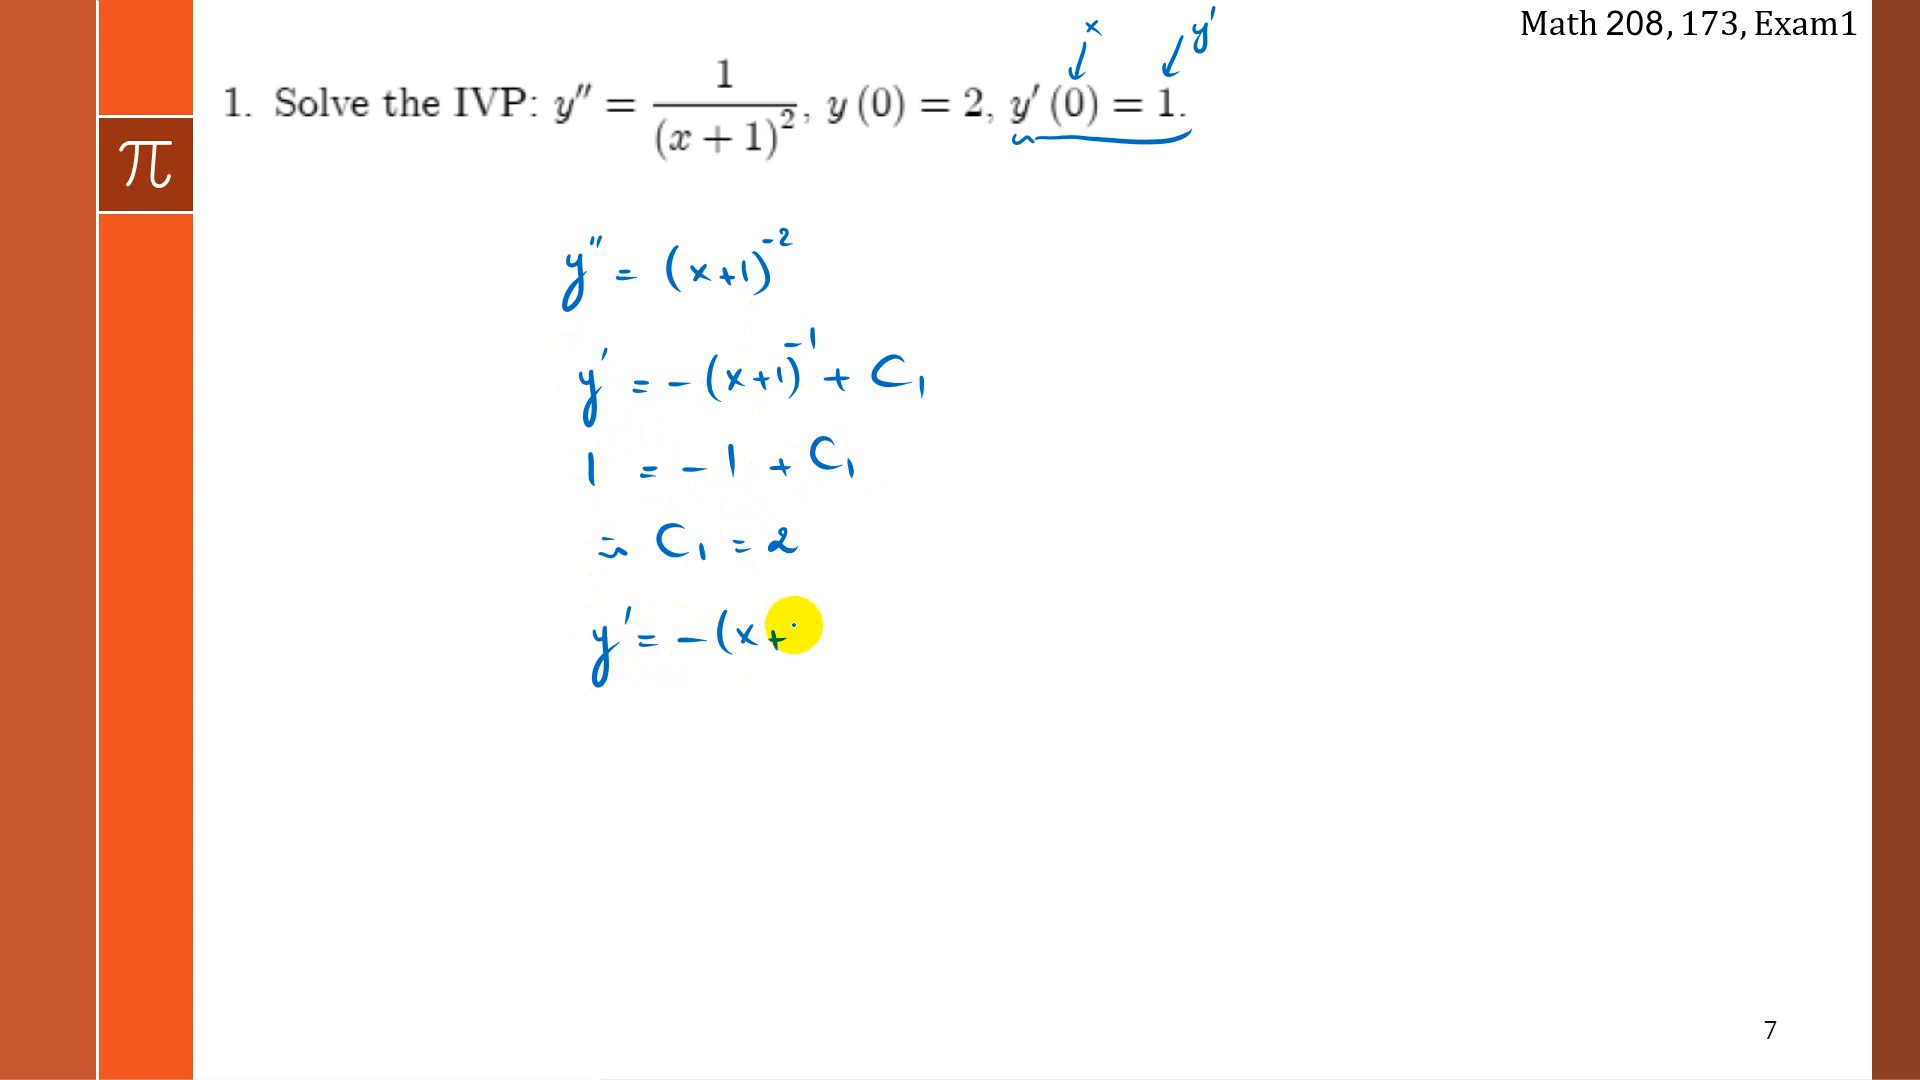 Math 208, 173, Exam1
x y'
1. Solve the IVP: y'' = 1/(x + 1)², y (0) = 2, y' (0) = 1.
π
y'' = (x+1)⁻²
y' = -(x+1)⁻¹ + C₁
1 = -1 + C₁
⇒ C₁ = 2
y' = -(x+
7